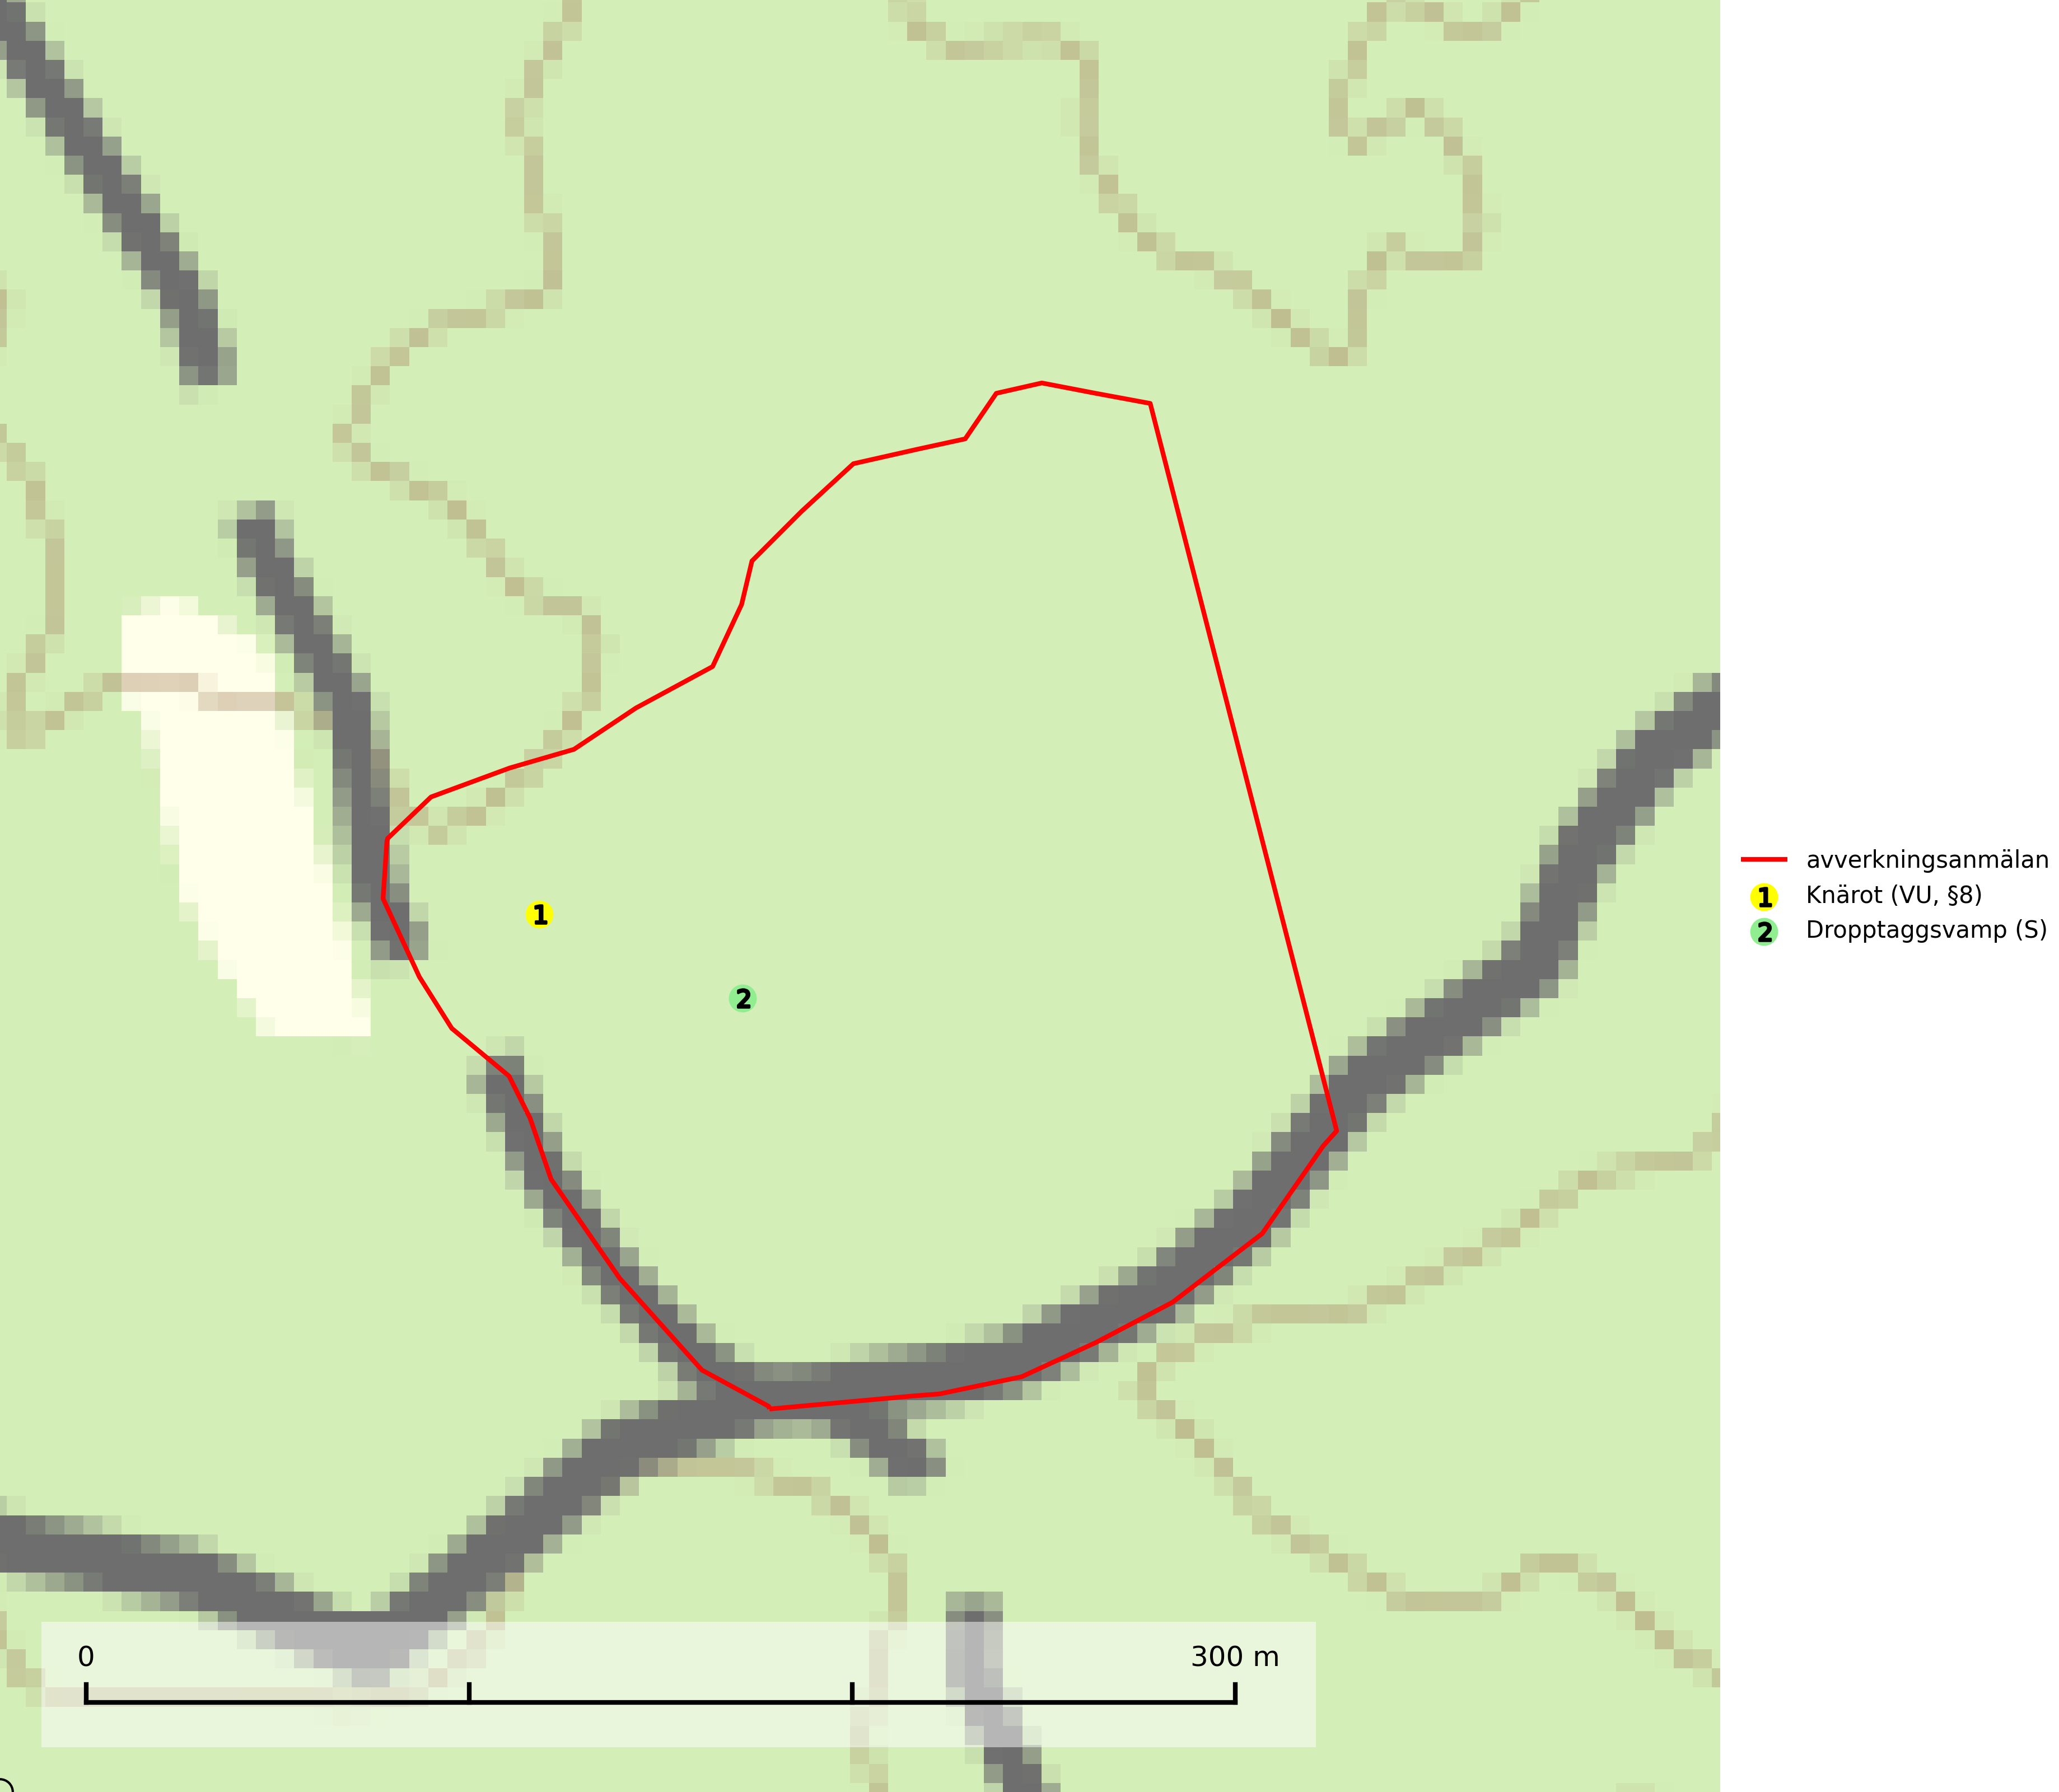 1
2
avverkningsanmälan
1 Knärot (VU, §8)
2 Dropptaggsvamp (S)
0 300 m